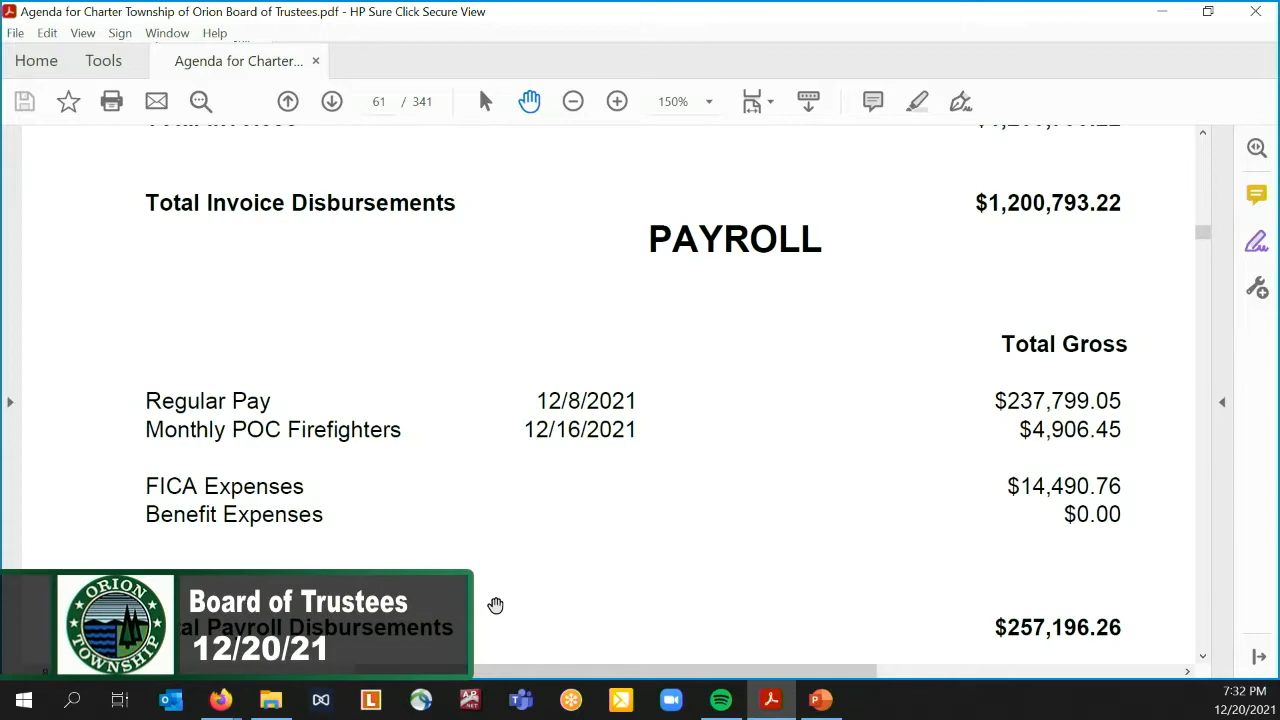 Agenda for Charter Township of Orion Board of Trustees.pdf - HP Sure Click Secure View
File Edit View Sign Window Help
Home Tools Agenda for Charter... ×
61 / 341 150%
Total Invoice Disbursements $1,200,793.22
PAYROLL
Total Gross
Regular Pay 12/8/2021 $237,799.05
Monthly POC Firefighters 12/16/2021 $4,906.45
FICA Expenses $14,490.76
Benefit Expenses $0.00
al Payroll Disbursements $257,196.26
ORION TOWNSHIP
Board of Trustees
12/20/21
7:32 PM
12/20/2021